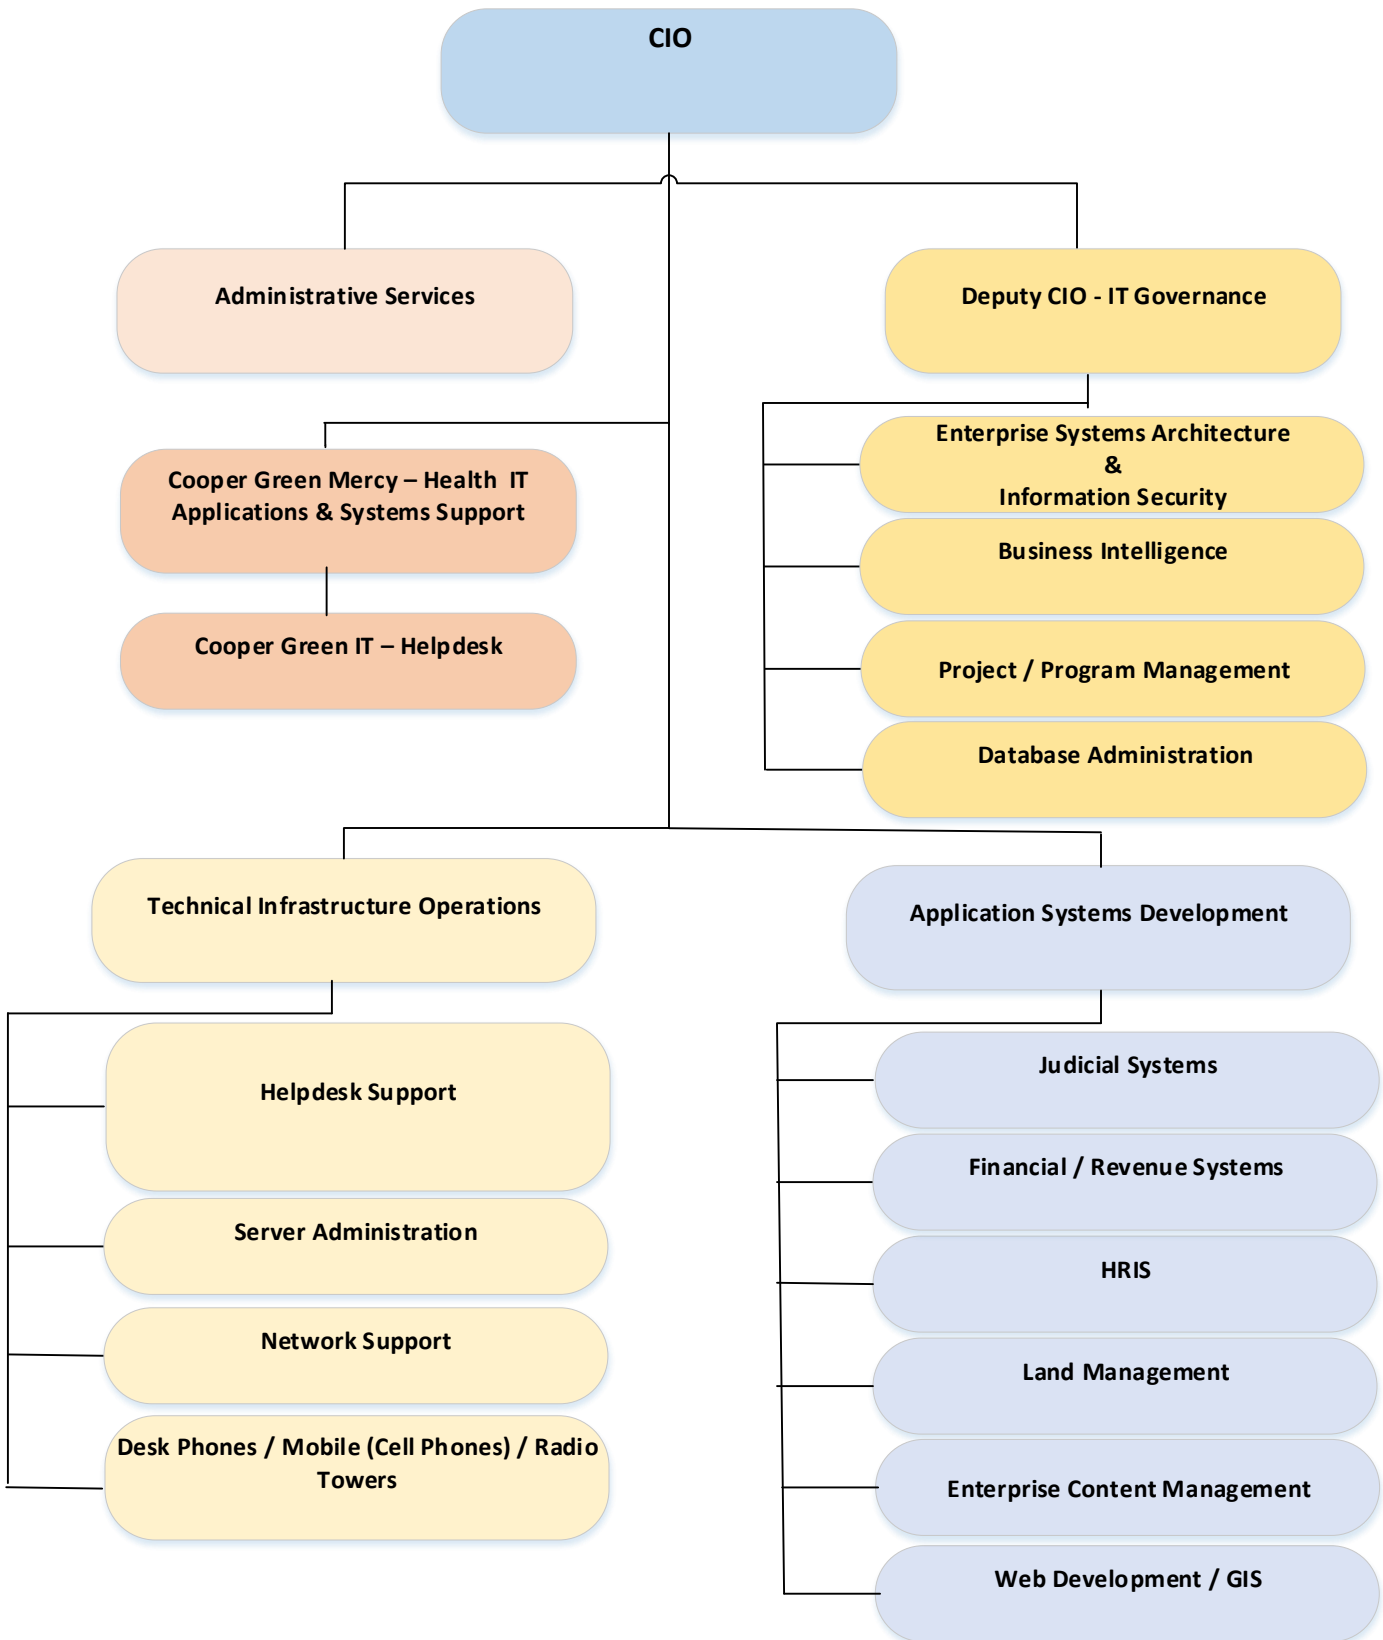 CIO
Administrative Services
Deputy CIO - IT Governance
Enterprise Systems Architecture
&
Information Security
Business Intelligence
Project / Program Management
Database Administration
Cooper Green Mercy – Health IT
Applications & Systems Support
Cooper Green IT – Helpdesk
Technical Infrastructure Operations
Helpdesk Support
Server Administration
Network Support
Desk Phones / Mobile (Cell Phones) / Radio
Towers
Application Systems Development
Judicial Systems
Financial / Revenue Systems
HRIS
Land Management
Enterprise Content Management
Web Development / GIS